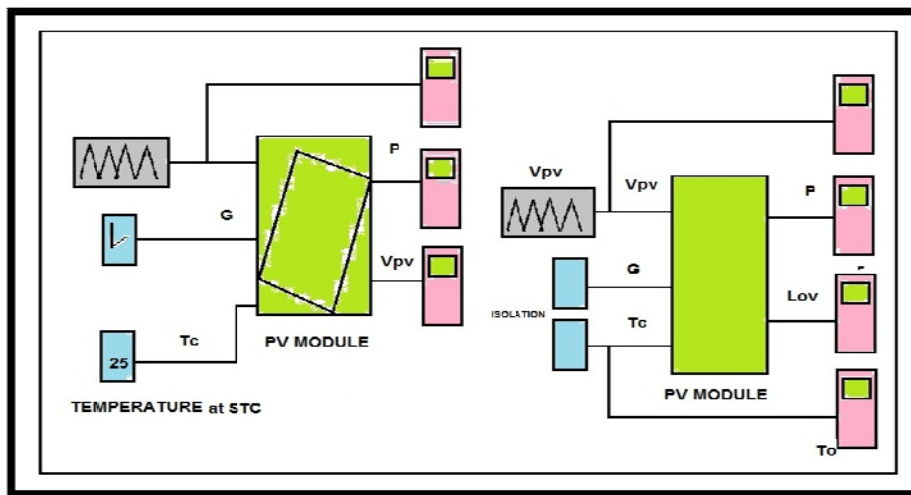 P
G
Vpv
Tc
25
PV MODULE
TEMPERATURE at STC
Vpv
Vpv
P
G
ISOLATION
Tc
Lov
PV MODULE
To